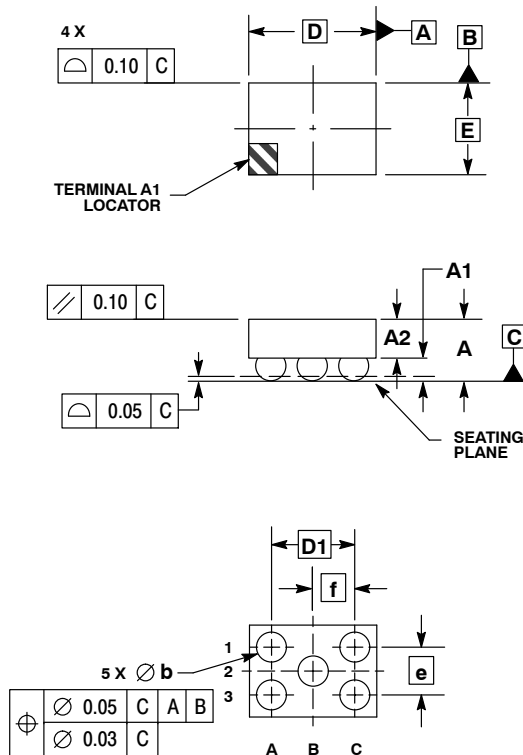 4 X
⌓ 0.10 C
D
A
B
E
TERMINAL A1
LOCATOR
A1
// 0.10 C
A2
A
C
⌓ 0.05 C
SEATING
PLANE
D1
f
1
2
3
5 X ∅ b
e
⌖ ∅ 0.05 C A B
∅ 0.03 C
A B C